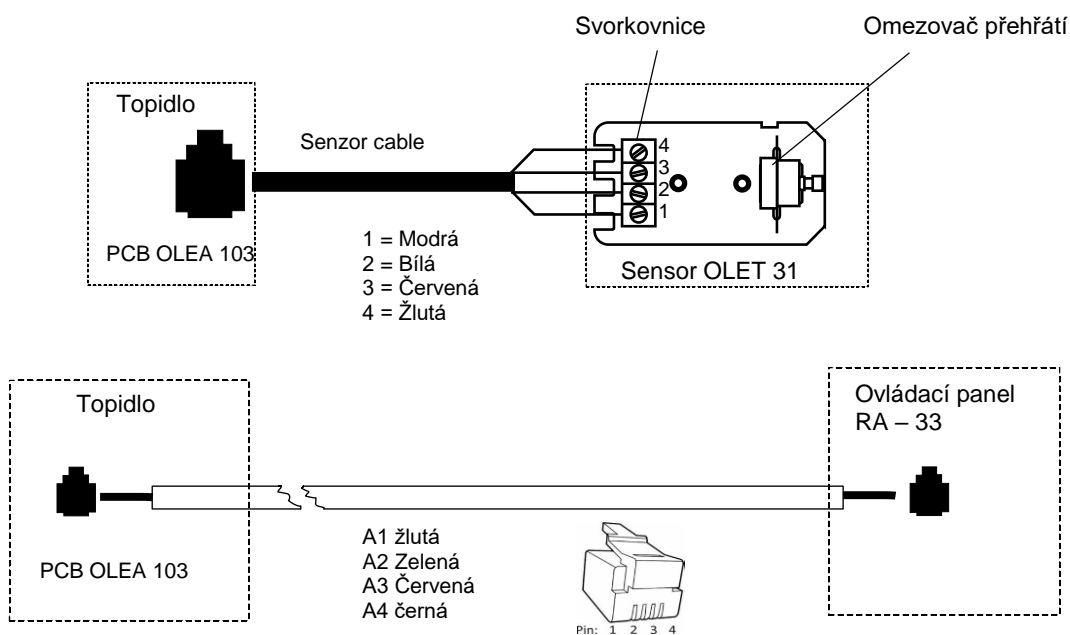 Svorkovnice
Omezovač přehřátí
Topidlo
Senzor cable
4
3
2
1
PCB OLEA 103
1 = Modrá
2 = Bílá
3 = Červená
4 = Žlutá
Sensor OLET 31
Topidlo
Ovládací panel
RA – 33
PCB OLEA 103
A1 žlutá
A2 Zelená
A3 Červená
A4 černá
Pin: 1 2 3 4